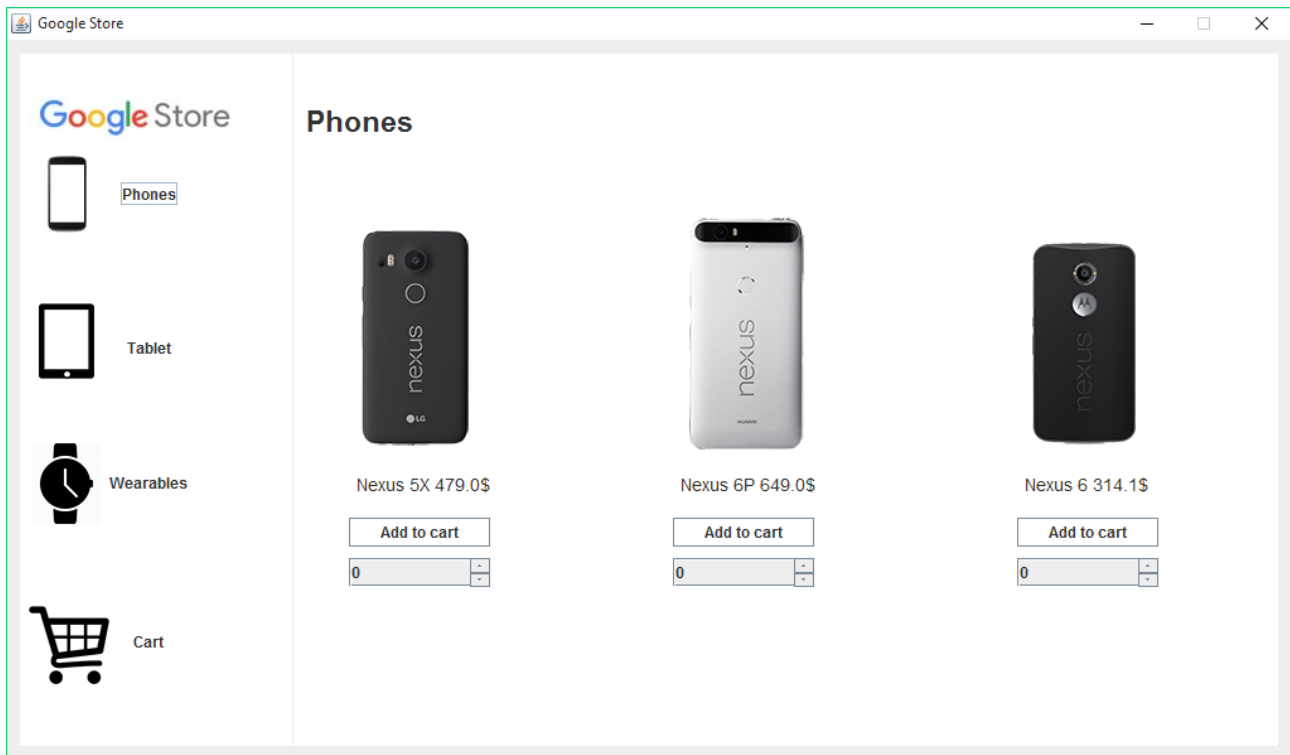 Google Store
Google Store
Phones
Phones
Tablet
Wearables
Cart
nexus
LG
nexus
HUAWEI
nexus
Nexus 5X 479.0$
Nexus 6P 649.0$
Nexus 6 314.1$
Add to cart
Add to cart
Add to cart
0
0
0